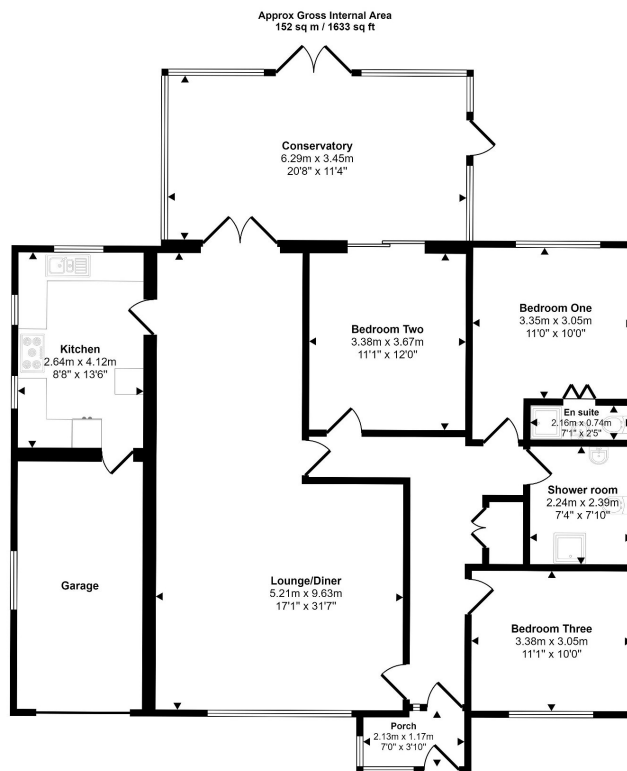 Approx Gross Internal Area
152 sq m / 1633 sq ft
Conservatory
6.29m x 3.45m
20'8" x 11'4"
Kitchen
2.64m x 4.12m
8'8" x 13'6"
Bedroom Two
3.38m x 3.67m
11'1" x 12'0"
Bedroom One
3.35m x 3.05m
11'0" x 10'0"
En suite
2.16m x 0.74m
7'1" x 2'5"
Shower room
2.24m x 2.39m
7'4" x 7'10"
Garage
Lounge/Diner
5.21m x 9.63m
17'1" x 31'7"
Bedroom Three
3.38m x 3.05m
11'1" x 10'0"
Porch
2.13m x 1.17m
7'0" x 3'10"